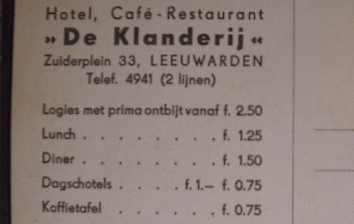 Hotel, Café-Restaurant
» De Klanderij «
Zuiderplein 33, LEEUWARDEN
Telef. 4941 (2 lijnen)
Logies met prima ontbijt vanaf f. 2.50
Lunch . . . . . . . . f. 1.25
Diner . . . . . . . . f. 1.50
Dagschotels . . . . f. 1.— f. 0.75
Koffietafel . . . . . . f. 0.75